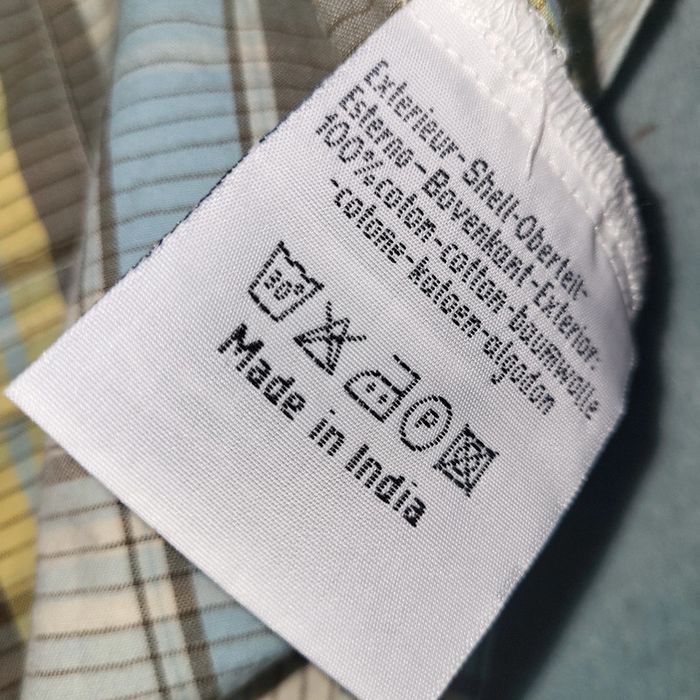 Exterieur-Shell-Oberteil-
Esterno-Bovenkant-Exterior:
100%coton-cotton-baumwolle
-cotone-katoen-algodon
30°
P
Made in India